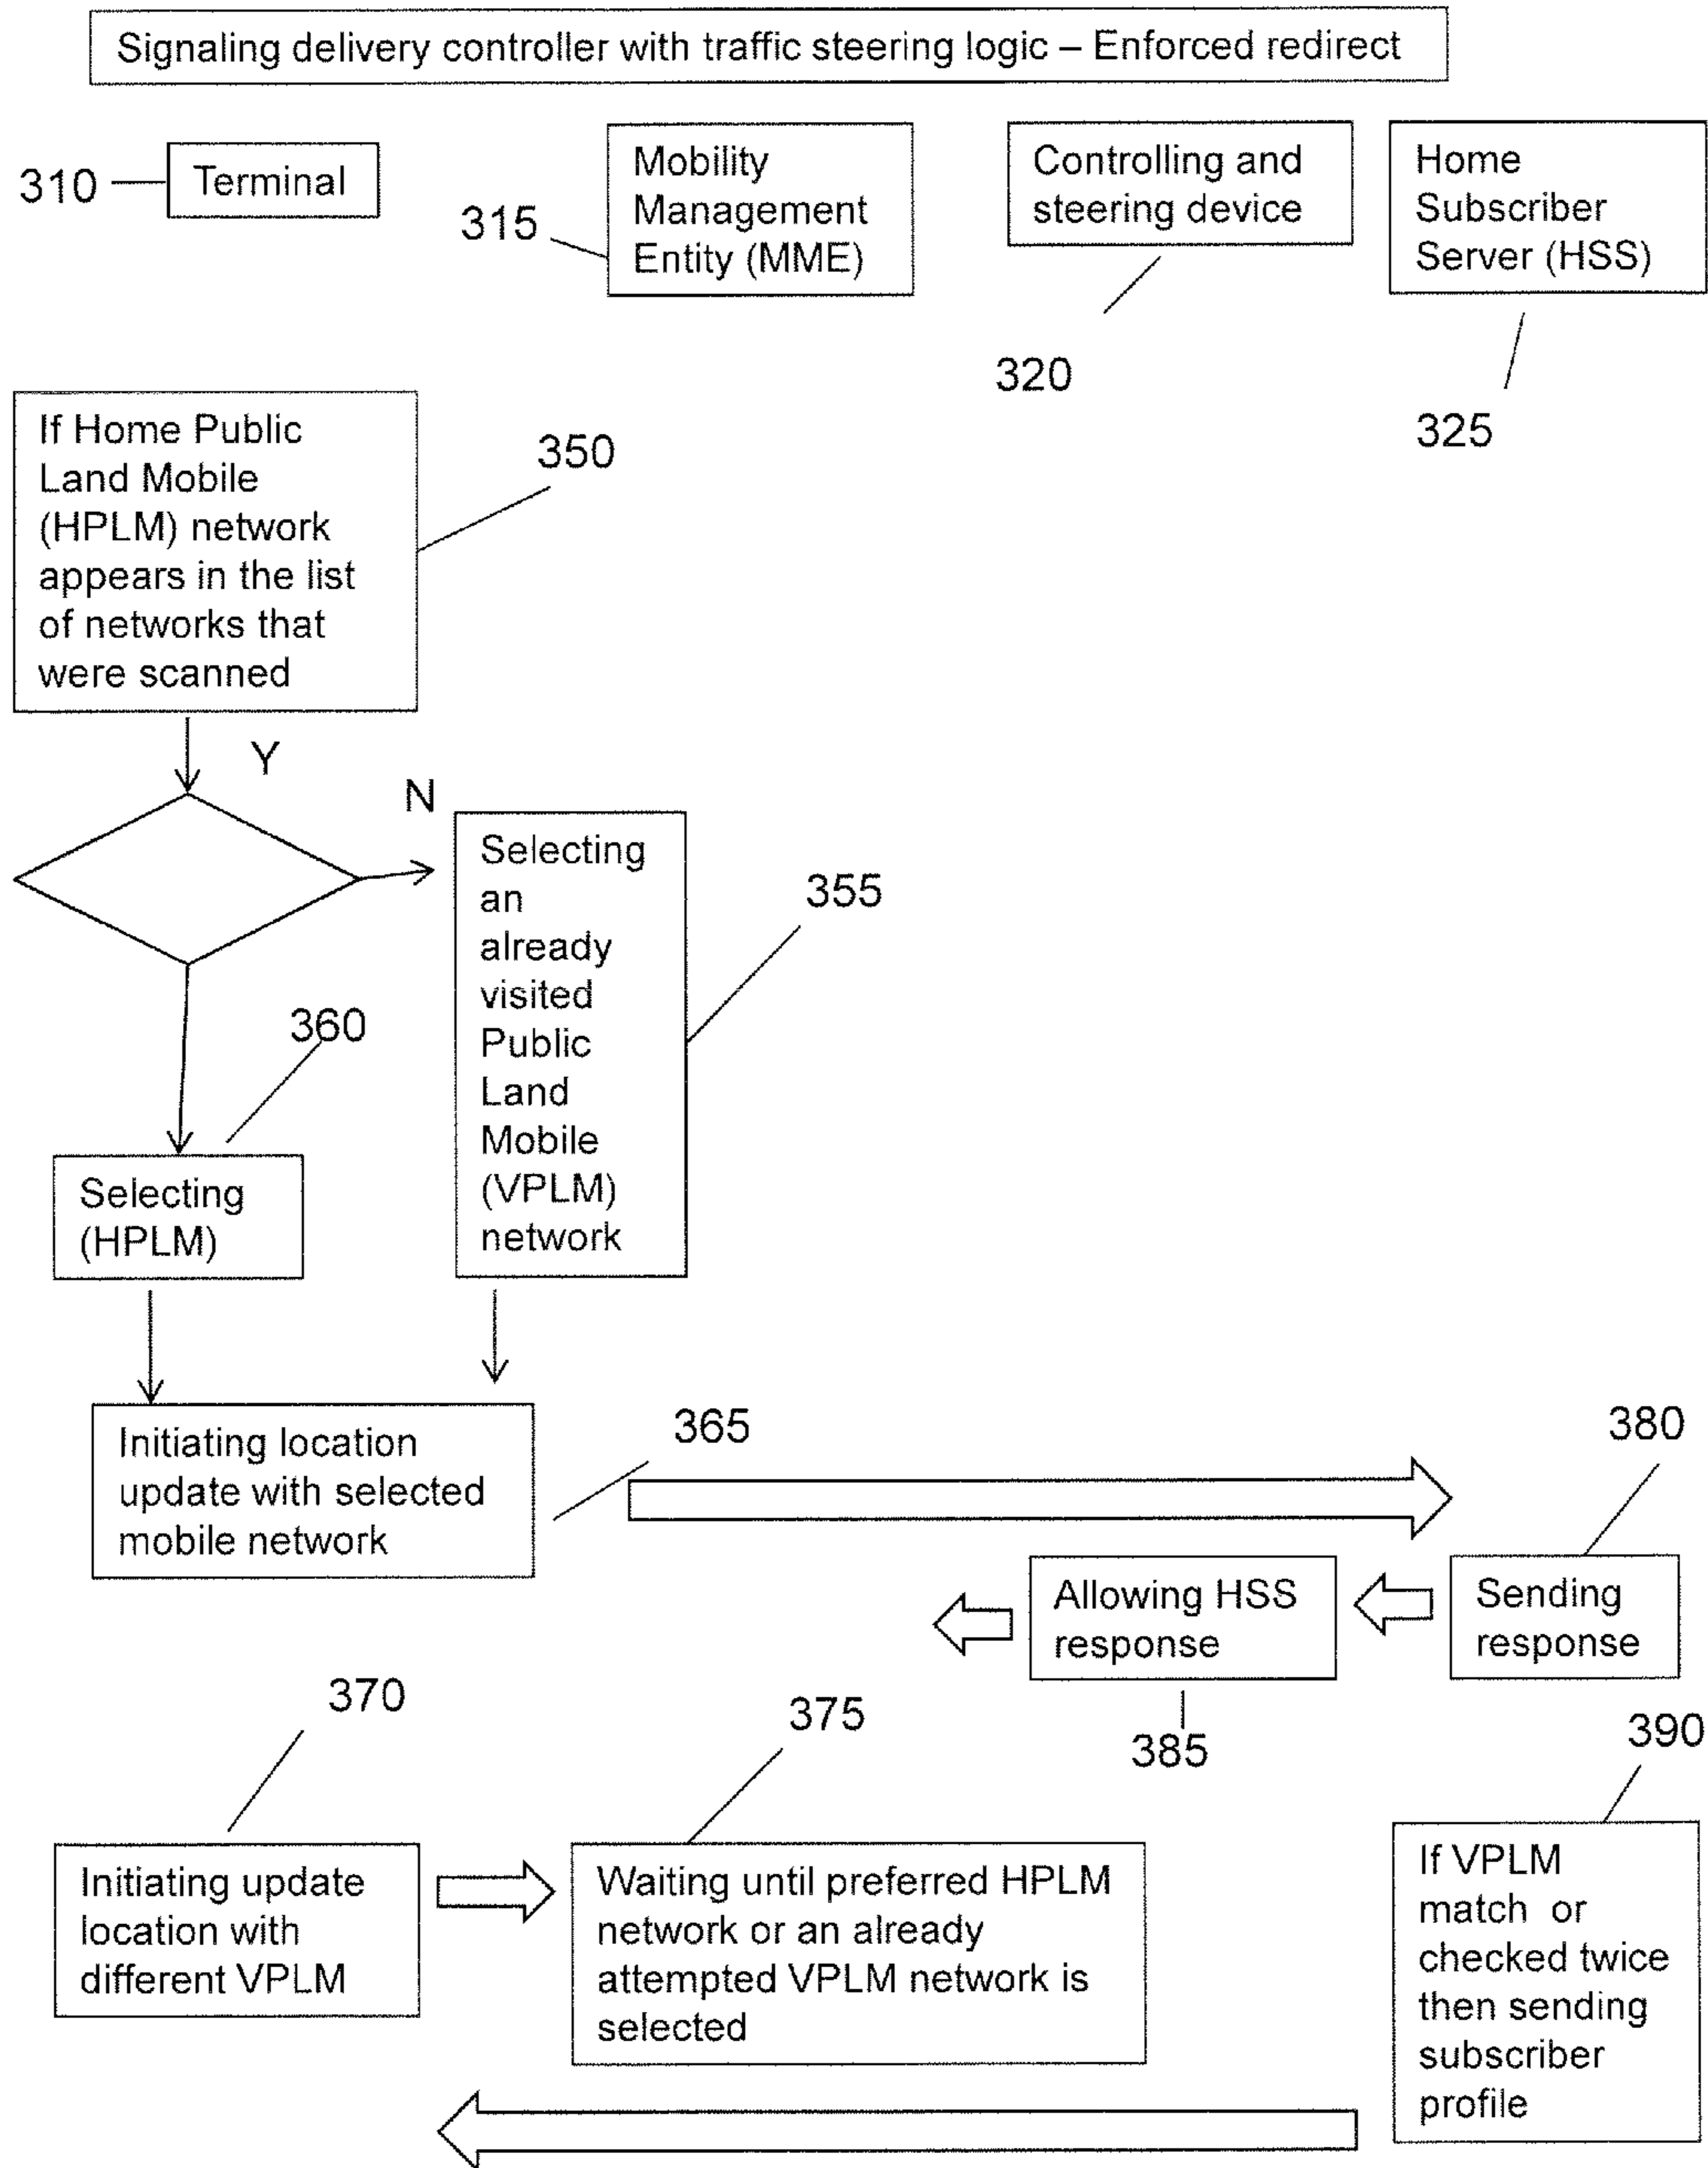 Signaling delivery controller with traffic steering logic – Enforced redirect
310
Terminal
315
Mobility
Management
Entity (MME)
Controlling and
steering device
320
Home
Subscriber
Server (HSS)
325
If Home Public
Land Mobile
(HPLM) network
appears in the list
of networks that
were scanned
350
Y
N
Selecting
an
already
visited
Public
Land
Mobile
(VPLM)
network
355
360
Selecting
(HPLM)
Initiating location
update with selected
mobile network
365
380
Allowing HSS
response
Sending
response
385
370
375
390
Initiating update
location with
different VPLM
Waiting until preferred HPLM
network or an already
attempted VPLM network is
selected
If VPLM
match or
checked twice
then sending
subscriber
profile